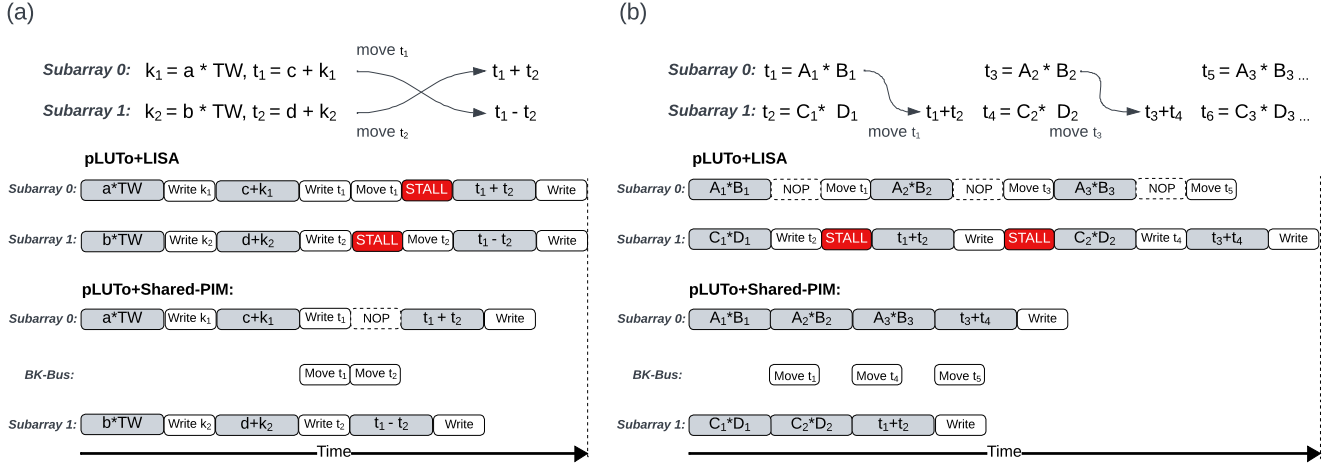 (a)
move t₁
Subarray 0: k₁ = a * TW, t₁ = c + k₁ t₁ + t₂
Subarray 1: k₂ = b * TW, t₂ = d + k₂ t₁ - t₂
move t₂
pLUTo+LISA
Subarray 0: a*TW Write k₁ c+k₁ Write t₁ Move t₁ STALL t₁ + t₂ Write
Subarray 1: b*TW Write k₂ d+k₂ Write t₂ STALL Move t₂ t₁ - t₂ Write
pLUTo+Shared-PIM:
Subarray 0: a*TW Write k₁ c+k₁ Write t₁ NOP t₁ + t₂ Write
BK-Bus: Move t₁ Move t₂
Subarray 1: b*TW Write k₂ d+k₂ Write t₂ t₁ - t₂ Write
Time
(b)
Subarray 0: t₁ = A₁ * B₁ t₃ = A₂ * B₂ t₅ = A₃ * B₃ ...
Subarray 1: t₂ = C₁* D₁ t₁+t₂ t₄ = C₂* D₂ t₃+t₄ t₆ = C₃ * D₃ ...
move t₁ move t₃
pLUTo+LISA
Subarray 0: A₁*B₁ NOP Move t₁ A₂*B₂ NOP Move t₃ A₃*B₃ NOP Move t₅
Subarray 1: C₁*D₁ Write t₂ STALL t₁+t₂ Write STALL C₂*D₂ Write t₄ t₃+t₄ Write
pLUTo+Shared-PIM:
Subarray 0: A₁*B₁ A₂*B₂ A₃*B₃ t₃+t₄ Write
BK-Bus: Move t₁ Move t₄ Move t₅
Subarray 1: C₁*D₁ C₂*D₂ t₁+t₂ Write
Time